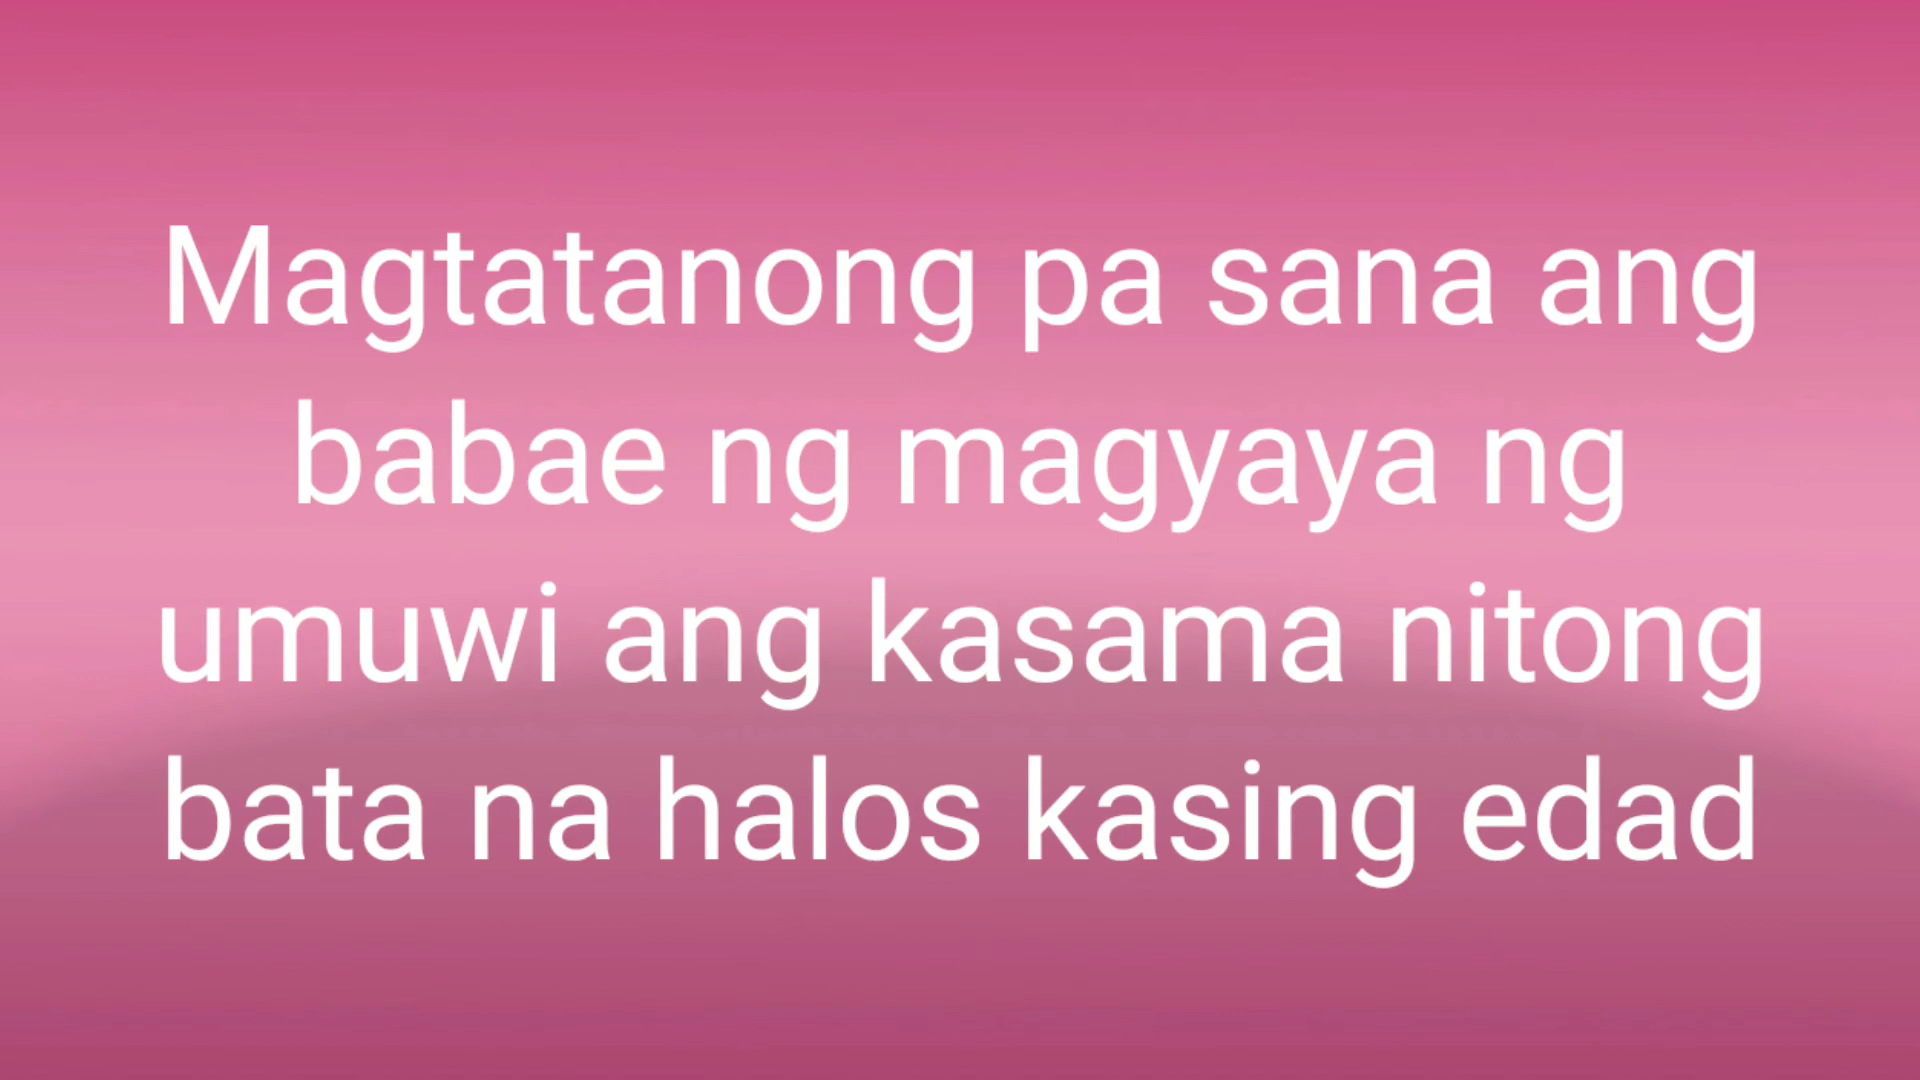 Magtatanong pa sana ang
babae ng magyaya ng
umuwi ang kasama nitong
bata na halos kasing edad